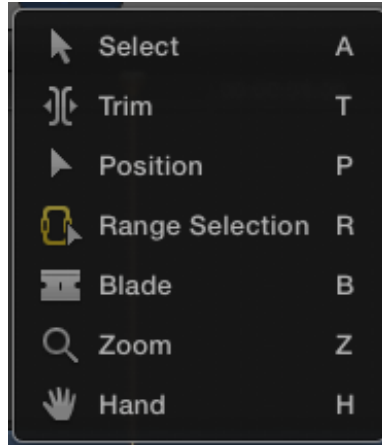 Select A
Trim T
Position P
Range Selection R
Blade B
Zoom Z
Hand H